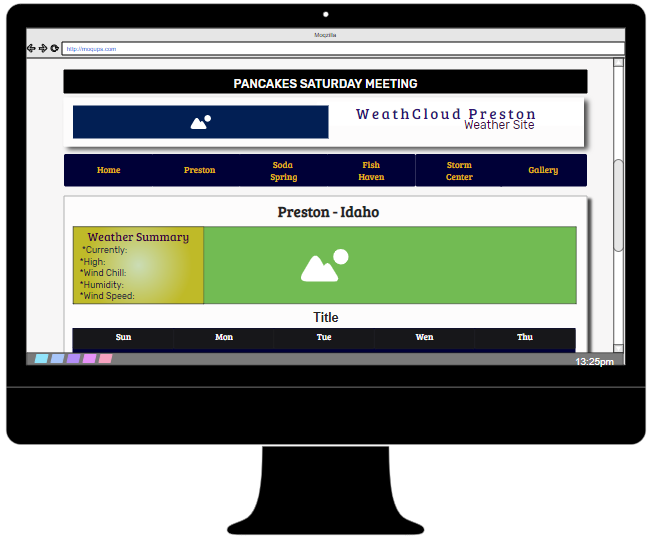 Moqzilla
http://moqups.com
PANCAKES SATURDAY MEETING
WeathCloud Preston
Weather Site
Home
Preston
Soda
Spring
Fish
Haven
Storm
Center
Gallery
Preston - Idaho
Weather Summary
*Currently:
*High:
*Wind Chill:
*Humidity:
*Wind Speed:
Title
Sun Mon Tue Wen Thu
13:25pm